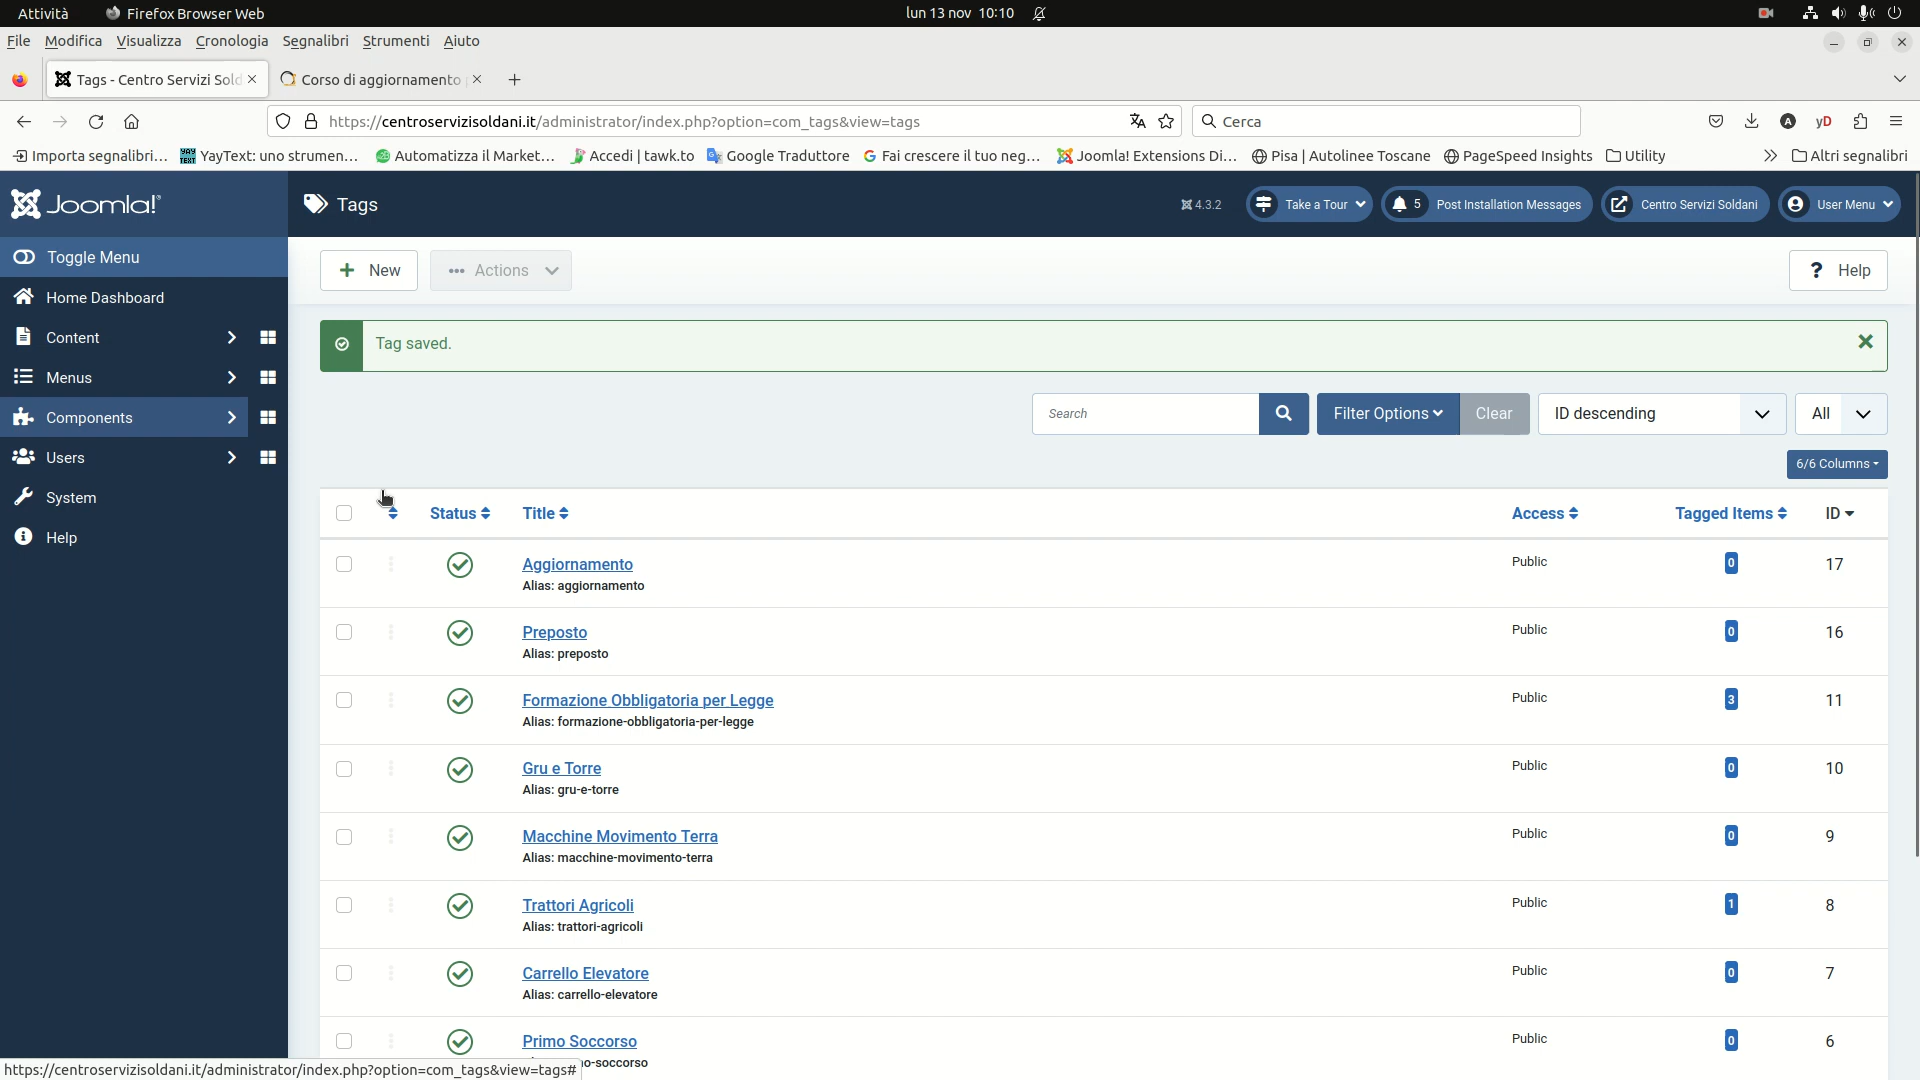 Attività Firefox Browser Web lun 13 nov 10:10
File Modifica Visualizza Cronologia Segnalibri Strumenti Aiuto
Tags - Centro Servizi Sold Corso di aggiornamento
https://centroservizisoldani.it/administrator/index.php?option=com_tags&view=tags Cerca
Importa segnalibri... YayText: uno strumen... Automatizza il Market... Accedi | tawk.to Google Traduttore Fai crescere il tuo neg... Joomla! Extensions Di... Pisa | Autolinee Toscane PageSpeed Insights Utility Altri segnalibri
Joomla!® Tags 4.3.2 Take a Tour 5 Post Installation Messages Centro Servizi Soldani User Menu
Toggle Menu
Home Dashboard
Content
Menus
Components
Users
System
Help
New Actions ? Help
Tag saved.
Search Filter Options Clear ID descending All
6/6 Columns
Status Title Access Tagged Items ID
Aggiornamento Public 0 17
Alias: aggiornamento
Preposto Public 0 16
Alias: preposto
Formazione Obbligatoria per Legge Public 3 11
Alias: formazione-obbligatoria-per-legge
Gru e Torre Public 0 10
Alias: gru-e-torre
Macchine Movimento Terra Public 0 9
Alias: macchine-movimento-terra
Trattori Agricoli Public 1 8
Alias: trattori-agricoli
Carrello Elevatore Public 0 7
Alias: carrello-elevatore
Primo Soccorso Public 0 6
o-soccorso
https://centroservizisoldani.it/administrator/index.php?option=com_tags&view=tags#